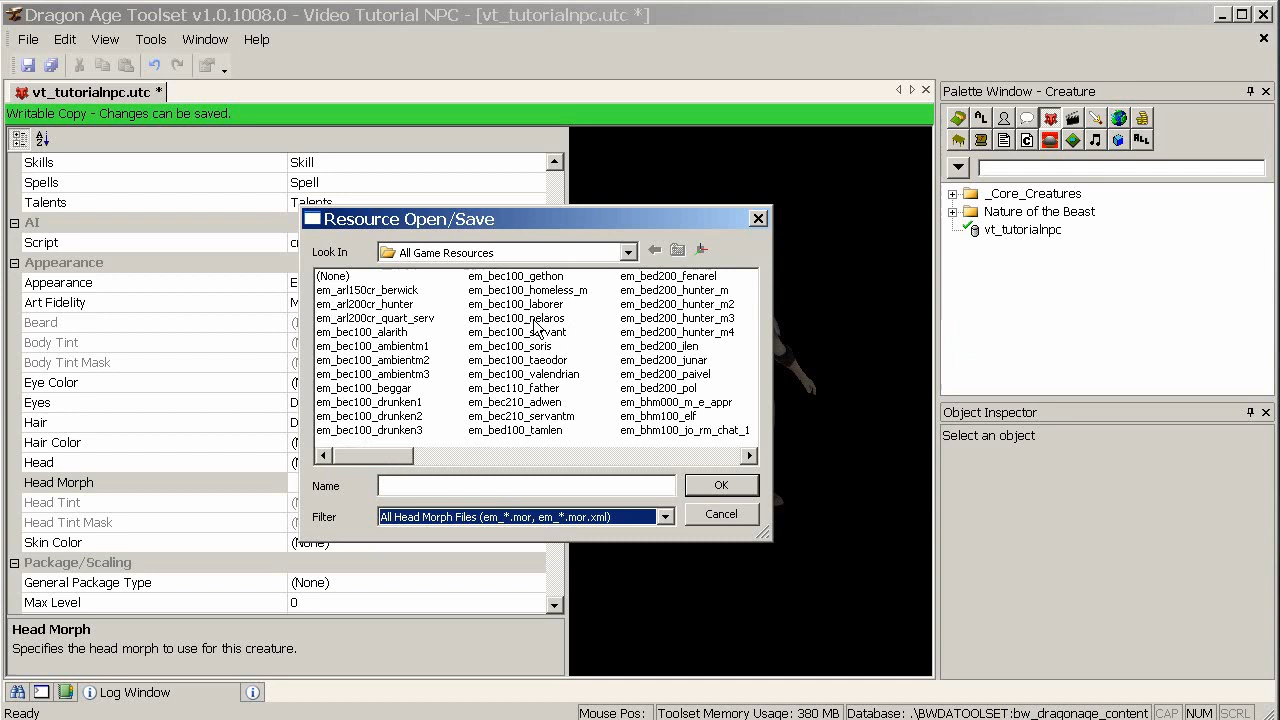 Dragon Age Toolset v1.0.1008.0 - Video Tutorial NPC - [vt_tutorialnpc.utc *]
File Edit View Tools Window Help
vt_tutorialnpc.utc *
Writable Copy - Changes can be saved.
Skills Skill
Spells Spell
Talents Talents
AI
Script
Appearance
Appearance
Art Fidelity
Beard
Body Tint
Body Tint Mask
Eye Color
Eyes
Hair
Hair Color
Head
Head Morph
Head Tint
Head Tint Mask
Skin Color (None)
Package/Scaling
General Package Type (None)
Max Level 0
Head Morph
Specifies the head morph to use for this creature.
Resource Open/Save
Look In All Game Resources
(None) em_bec100_gethon em_bed200_fenarel
em_arl150cr_berwick em_bec100_homeless_m em_bed200_hunter_m
em_arl200cr_hunter em_bec100_laborer em_bed200_hunter_m2
em_arl200cr_quart_serv em_bec100_nelaros em_bed200_hunter_m3
em_bec100_alarith em_bec100_servant em_bed200_hunter_m4
em_bec100_ambientm1 em_bec100_soris em_bed200_ilen
em_bec100_ambientm2 em_bec100_taeodor em_bed200_junar
em_bec100_ambientm3 em_bec100_valendrian em_bed200_paivel
em_bec100_beggar em_bec110_father em_bed200_pol
em_bec100_drunken1 em_bec210_adwen em_bhm000_m_e_appr
em_bec100_drunken2 em_bec210_servantm em_bhm100_elf
em_bec100_drunken3 em_bed100_tamlen em_bhm100_jo_rm_chat_1
Name OK
Filter All Head Morph Files (em_*.mor, em_*.mor.xml) Cancel
Palette Window - Creature
AL C ALL
_Core_Creatures
Nature of the Beast
vt_tutorialnpc
Object Inspector
Select an object
Log Window
Ready Mouse Pos: Toolset Memory Usage: 380 MB Database: .\BWDATOOLSET:bw_dragonage_content CAP NUM SCRL